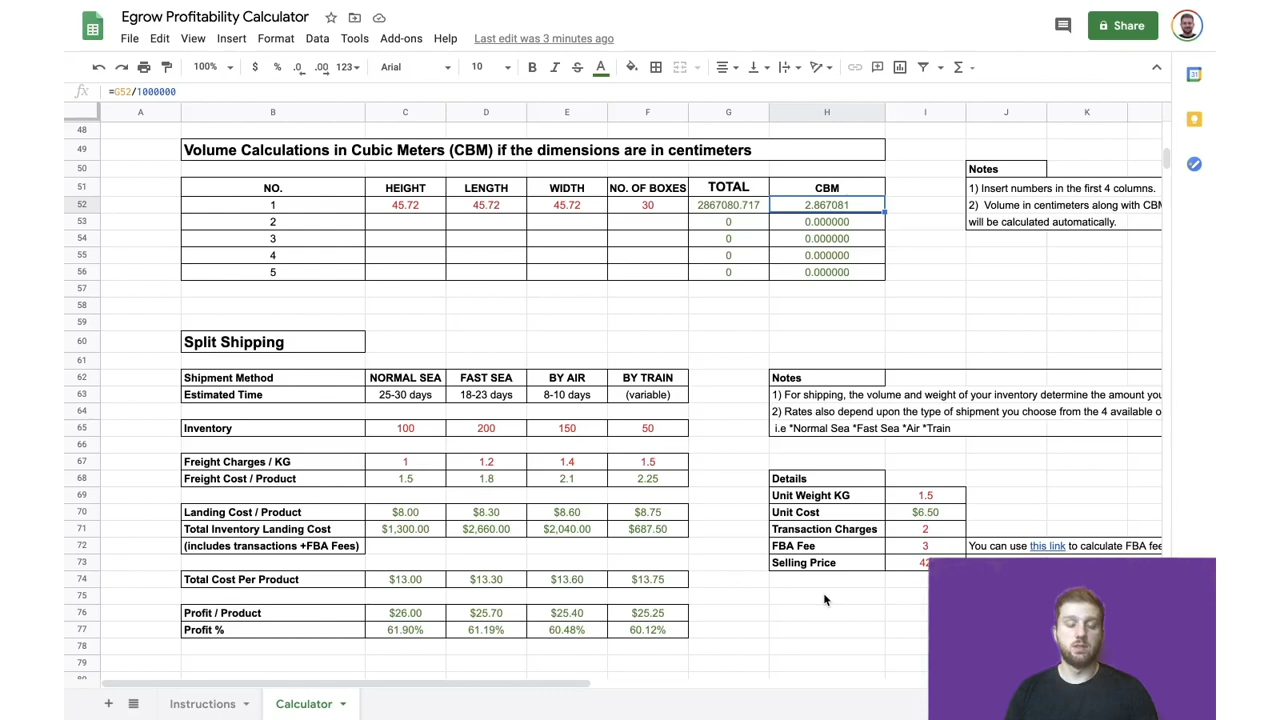 Egrow Profitability Calculator
File Edit View Insert Format Data Tools Add-ons Help Last edit was 3 minutes ago
Share
100% $ % .0 .00 123 Arial 10 B I S A
fx =G52/1000000
A B C D E F G H I J K
48
49 Volume Calculations in Cubic Meters (CBM) if the dimensions are in centimeters
50 Notes
51 NO. HEIGHT LENGTH WIDTH NO. OF BOXES TOTAL CBM 1) Insert numbers in the first 4 columns.
52 1 45.72 45.72 45.72 30 2867080.717 2.867081 2) Volume in centimeters along with CBM
53 2 0 0.000000 will be calculated automatically.
54 3 0 0.000000
55 4 0 0.000000
56 5 0 0.000000
57
58
59
60 Split Shipping
61
62 Shipment Method NORMAL SEA FAST SEA BY AIR BY TRAIN Notes
63 Estimated Time 25-30 days 18-23 days 8-10 days (variable) 1) For shipping, the volume and weight of your inventory determine the amount you
64 2) Rates also depend upon the type of shipment you choose from the 4 available o
65 Inventory 100 200 150 50 i.e *Normal Sea *Fast Sea *Air *Train
66
67 Freight Charges / KG 1 1.2 1.4 1.5
68 Freight Cost / Product 1.5 1.8 2.1 2.25 Details
69 Unit Weight KG 1.5
70 Landing Cost / Product $8.00 $8.30 $8.60 $8.75 Unit Cost $6.50
71 Total Inventory Landing Cost $1,300.00 $2,660.00 $2,040.00 $687.50 Transaction Charges 2
72 (includes transactions +FBA Fees) FBA Fee 3 You can use this link to calculate FBA fee
73 Selling Price 42
74 Total Cost Per Product $13.00 $13.30 $13.60 $13.75
75
76 Profit / Product $26.00 $25.70 $25.40 $25.25
77 Profit % 61.90% 61.19% 60.48% 60.12%
78
79
Instructions Calculator